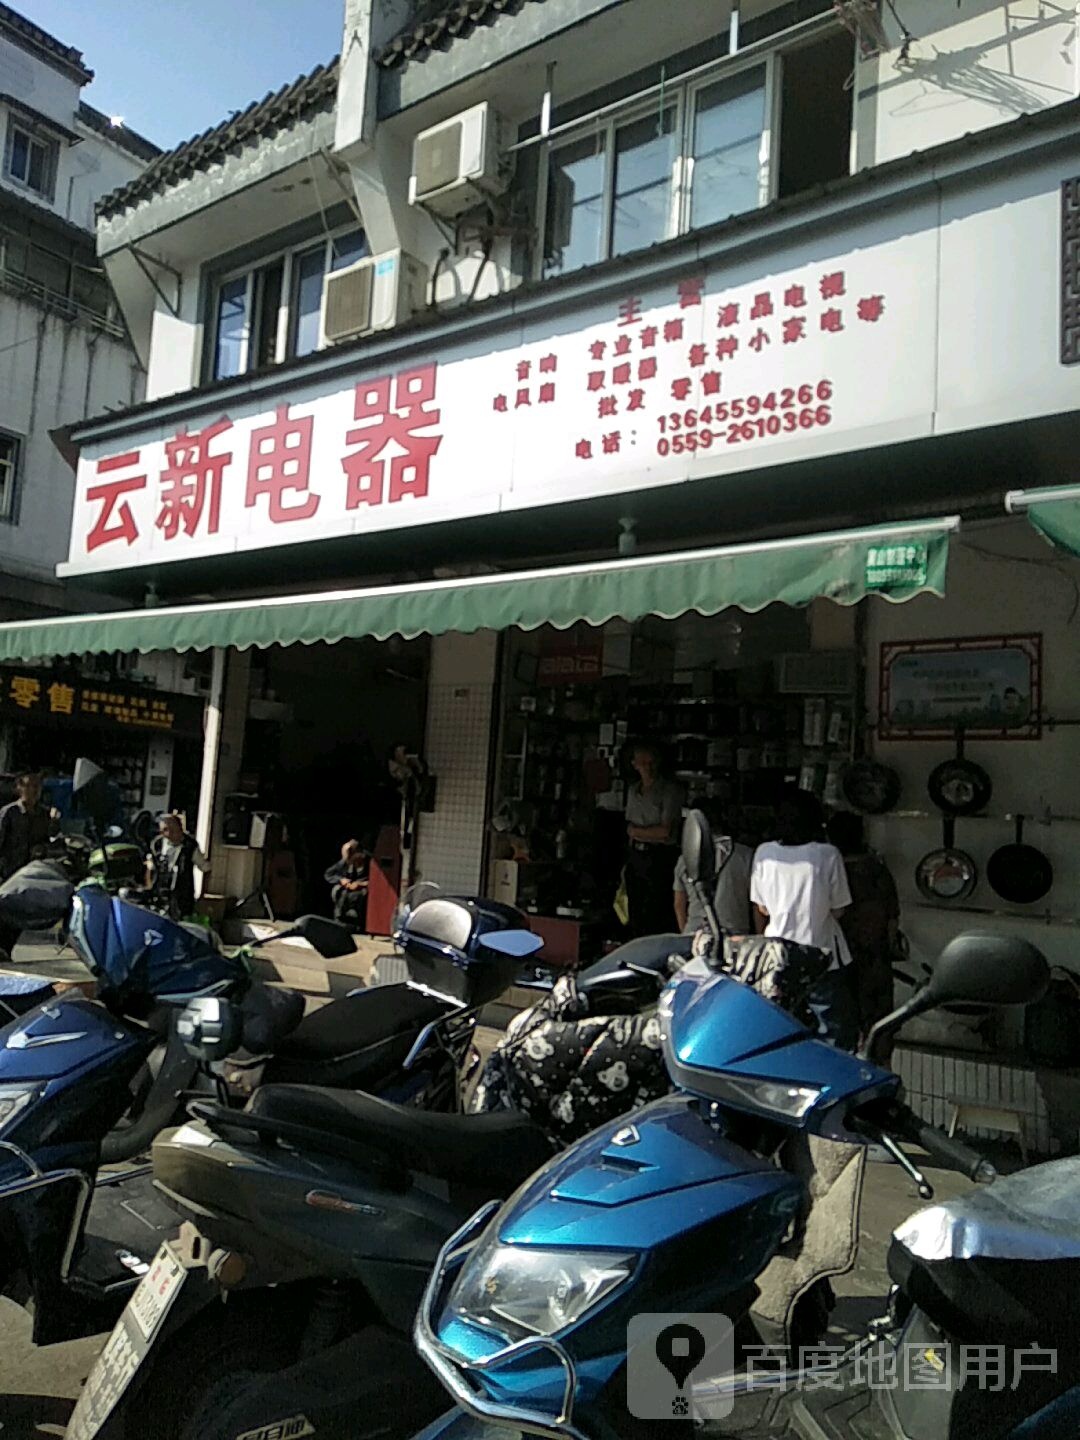 云新电器
主营
音响 专业音箱 液晶电视
电风扇 取暖器 各种小家电等
批发 零售
电话：13645594266
0559-2610366
零售
百度地图用户